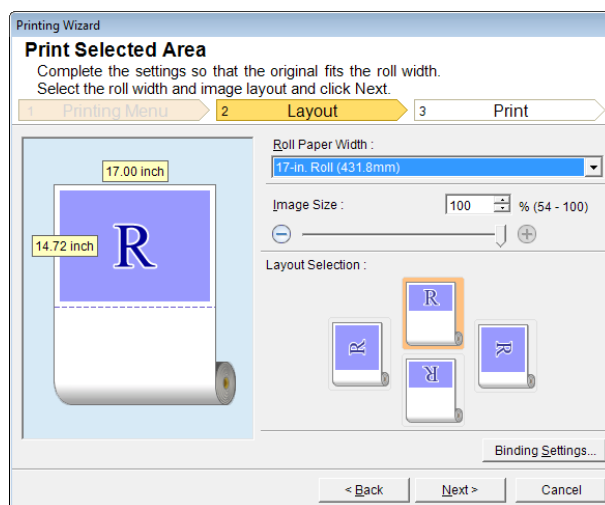 Printing Wizard
Print Selected Area
Complete the settings so that the original fits the roll width.
Select the roll width and image layout and click Next.
1 Printing Menu 2 Layout 3 Print
17.00 inch
14.72 inch
R
Roll Paper Width :
17-in. Roll (431.8mm)
Image Size : 100 % (54 - 100)
Layout Selection :
R
R
R
R
Binding Settings...
< Back Next > Cancel